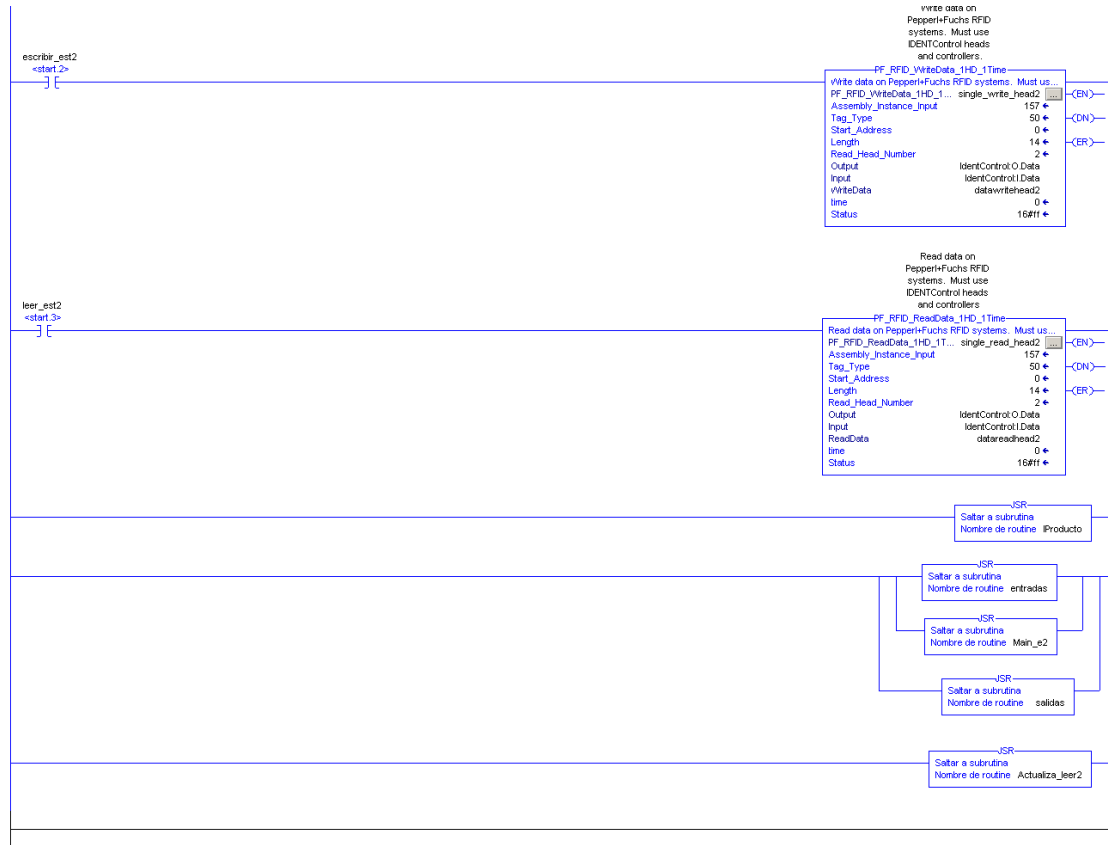 Write data on
Pepperl+Fuchs RFID
systems. Must use
IDENTControl heads
and controllers.
escribir_est2
<start.2>
PF_RFID_WriteData_1HD_1Time
Write data on Pepperl+Fuchs RFID systems. Must us...
PF_RFID_WriteData_1HD_1... single_write_head2 ...
EN
Assembly_Instance_Input 157
Tag_Type 50
DN
Start_Address 0
Length 14
ER
Read_Head_Number 2
Output IdentControl:O.Data
Input IdentControl:I.Data
WriteData datawritehead2
time 0
Status 16#ff
Read data on
Pepperl+Fuchs RFID
systems. Must use
IDENTControl heads
and controllers
leer_est2
<start.3>
PF_RFID_ReadData_1HD_1Time
Read data on Pepperl+Fuchs RFID systems. Must us...
PF_RFID_ReadData_1HD_1T... single_read_head2 ...
EN
Assembly_Instance_Input 157
Tag_Type 50
DN
Start_Address 0
Length 14
ER
Read_Head_Number 2
Output IdentControl:O.Data
Input IdentControl:I.Data
ReadData datareadhead2
time 0
Status 16#ff
JSR
Saltar a subrutina
Nombre de routine IProducto
JSR
Saltar a subrutina
Nombre de routine entradas
JSR
Saltar a subrutina
Nombre de routine Main_e2
JSR
Saltar a subrutina
Nombre de routine salidas
JSR
Saltar a subrutina
Nombre de routine Actualiza_leer2